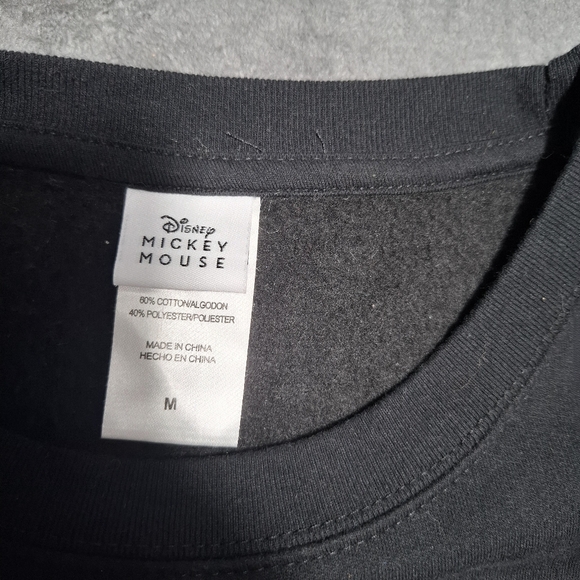 Disney
MICKEY
MOUSE
60% COTTON/ALGODON
40% POLYESTER/POLIESTER
MADE IN CHINA
HECHO EN CHINA
M